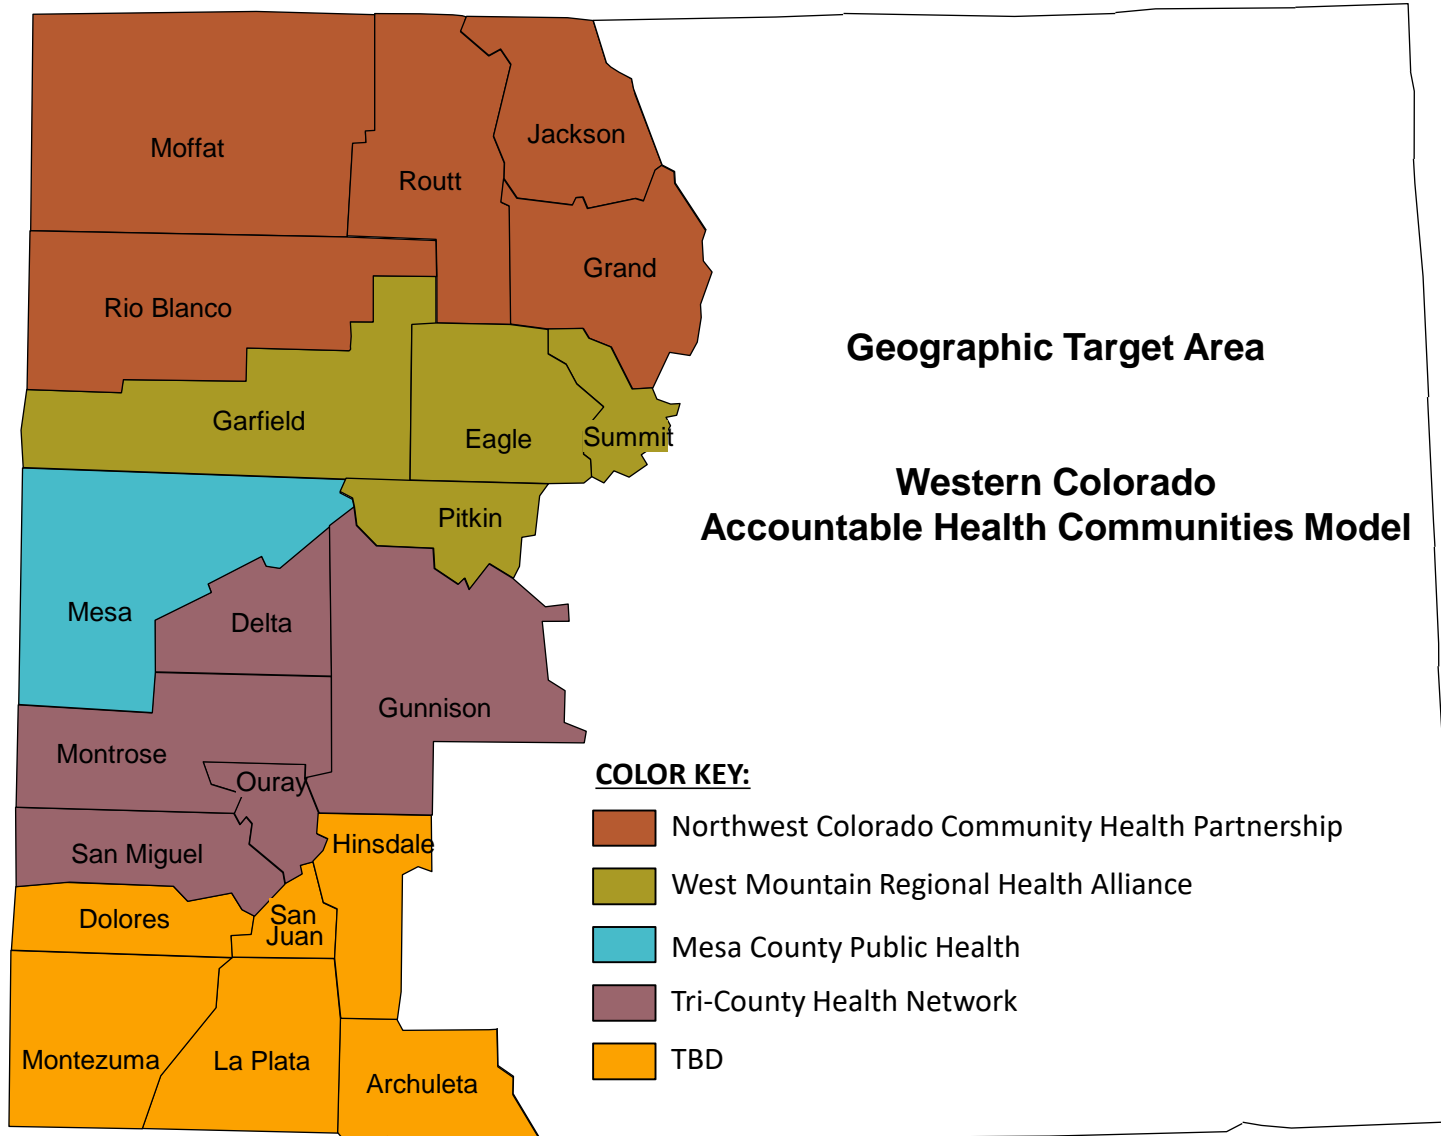 Moffat
Jackson
Routt
Grand
Rio Blanco
Geographic Target Area
Garfield
Eagle
Summit
Western Colorado
Accountable Health Communities Model
Pitkin
Mesa
Delta
Gunnison
Montrose
Ouray
COLOR KEY:
Northwest Colorado Community Health Partnership
Hinsdale
San Miguel
West Mountain Regional Health Alliance
Dolores
San
Juan
Mesa County Public Health
Tri-County Health Network
Montezuma
La Plata
TBD
Archuleta